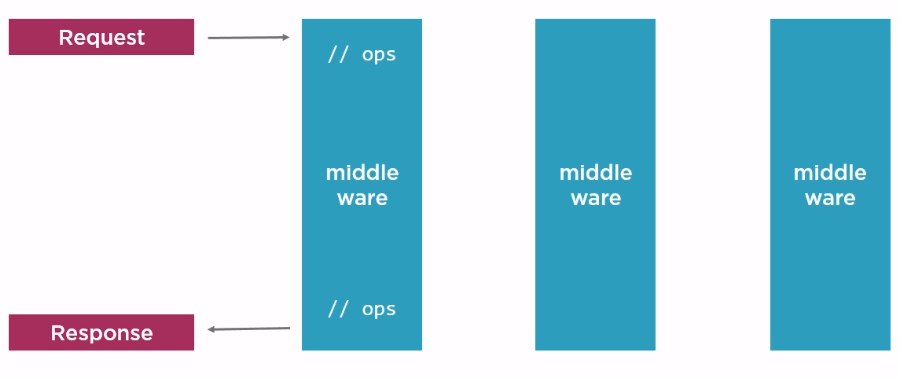 Request
// ops
middle
ware
middle
ware
middle
ware
// ops
Response